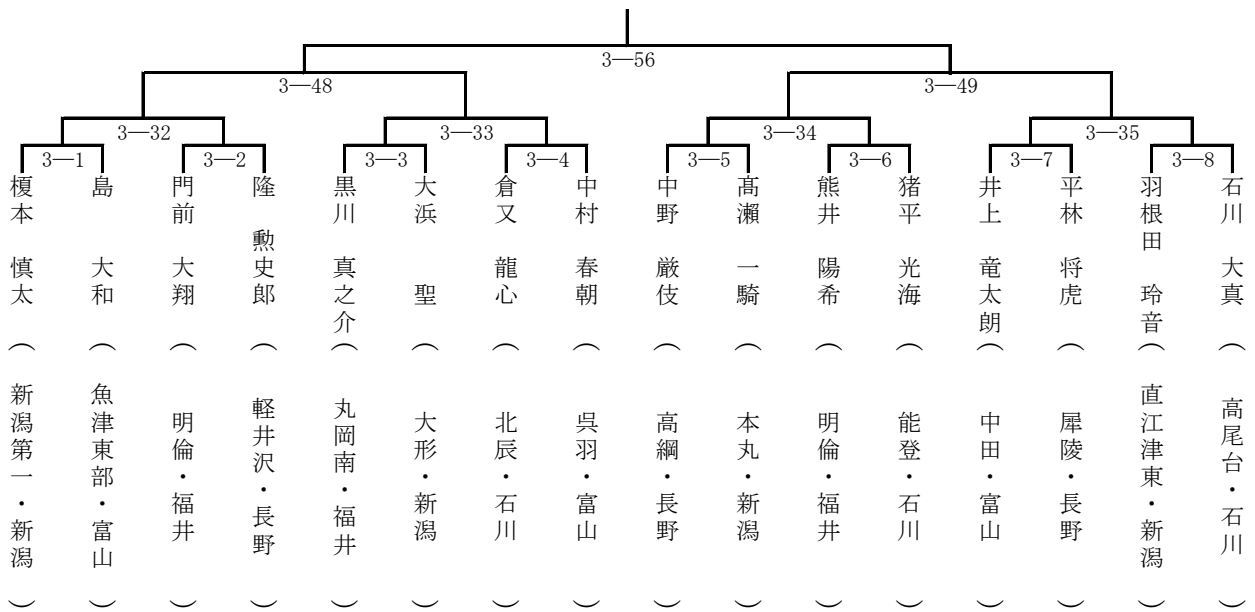 3—56
3—48
3—49
3—32
3—33
3—34
3—35
3—1
3—2
3—3
3—4
3—5
3—6
3—7
3—8
榎本 慎太（新潟第一・新潟）
島 大和（魚津東部・富山）
門前 大翔（明倫・福井）
隆 勲史郎（軽井沢・長野）
黒川 真之介（丸岡南・福井）
大浜 聖（大形・新潟）
倉又 龍心（北辰・石川）
中村 春朝（呉羽・富山）
中野 厳伎（高綱・長野）
髙瀨 一騎（本丸・新潟）
熊井 陽希（明倫・福井）
猪平 光海（能登・石川）
井上 竜太朗（中田・富山）
平林 将虎（犀陵・長野）
羽根田 玲音（直江津東・新潟）
石川 大真（高尾台・石川）